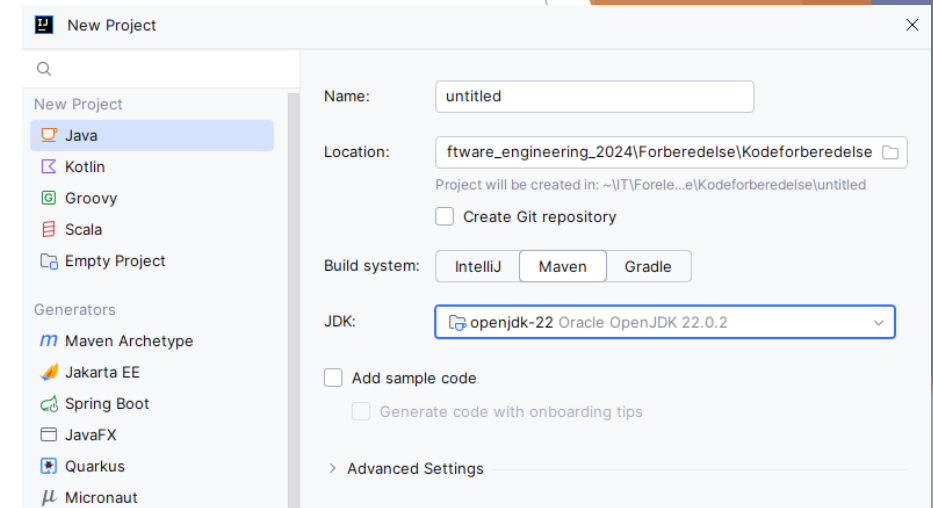 New Project
New Project
Java
Kotlin
Groovy
Scala
Empty Project
Generators
Maven Archetype
Jakarta EE
Spring Boot
JavaFX
Quarkus
Micronaut
Name: untitled
Location: ftware_engineering_2024\Forberedelse\Kodeforberedelse
Project will be created in: ~\IT\Forele...e\Kodeforberedelse\untitled
Create Git repository
Build system: IntelliJ Maven Gradle
JDK: openjdk-22 Oracle OpenJDK 22.0.2
Add sample code
Generate code with onboarding tips
Advanced Settings